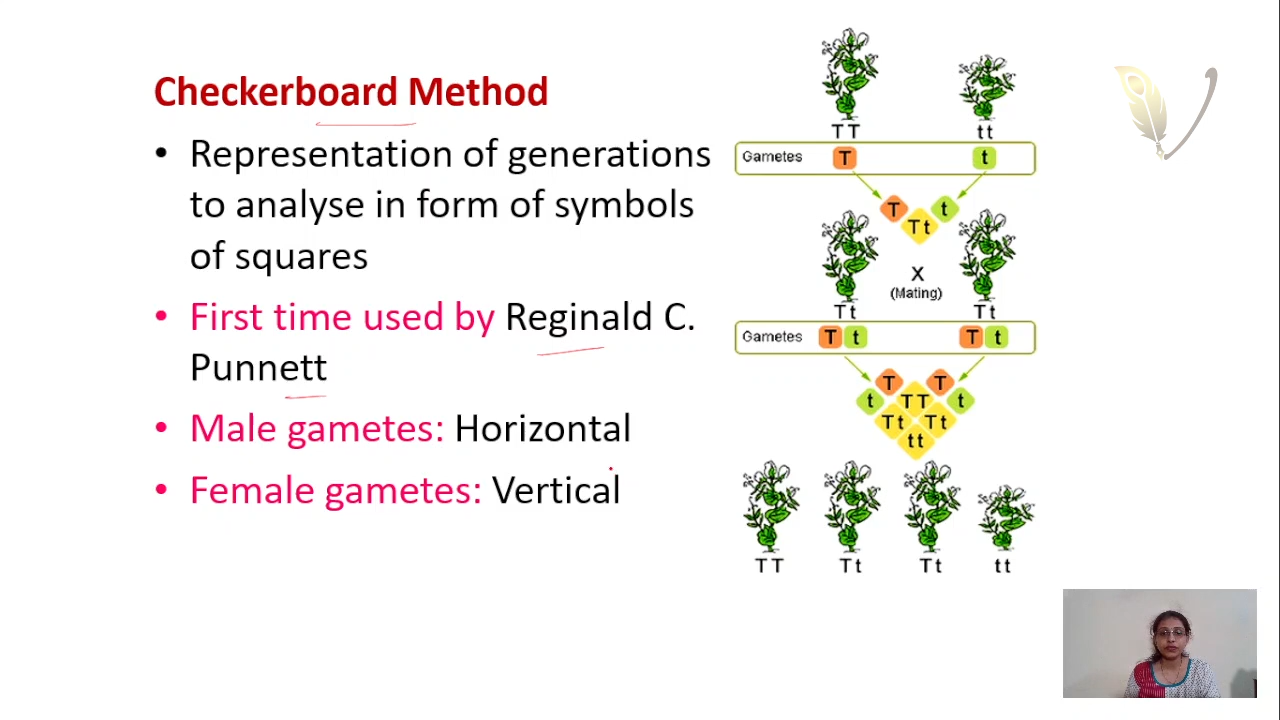 Checkerboard Method
• Representation of generations
to analyse in form of symbols
of squares
• First time used by Reginald C.
Punnett
• Male gametes: Horizontal
• Female gametes: Vertical
TT tt
Gametes T t
T t
Tt
X
(Mating)
Tt Tt
Gametes T t T t
T T
t TT t
Tt Tt
tt
TT Tt Tt tt